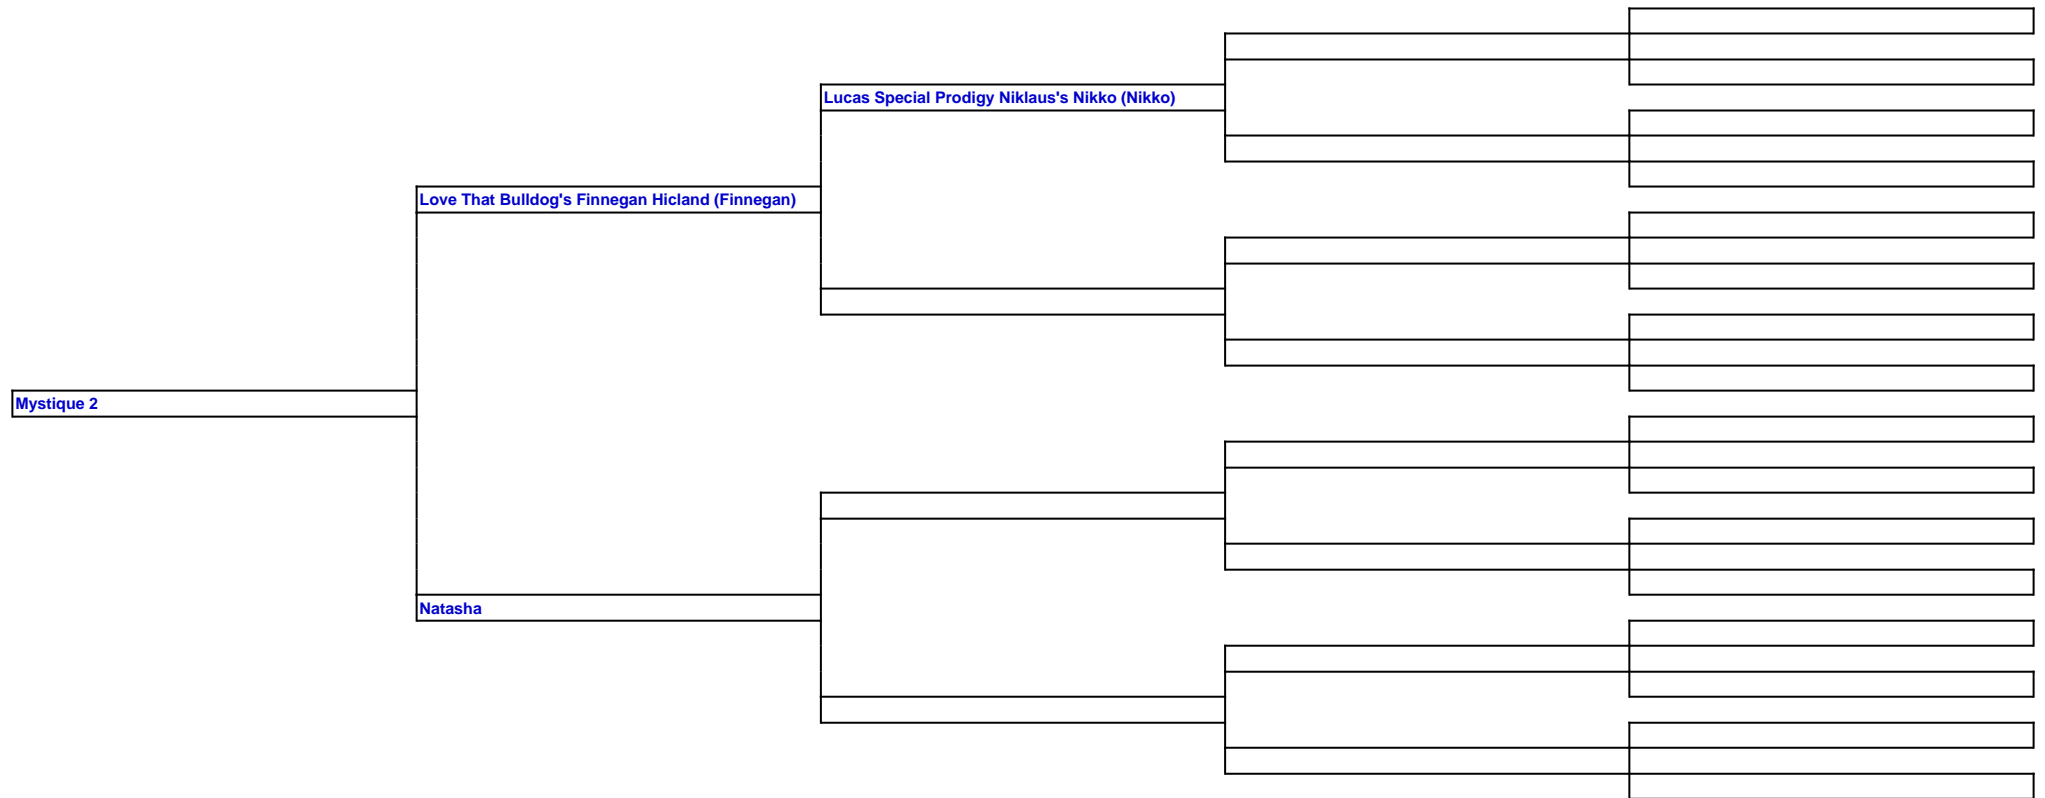 Lucas Special Prodigy Niklaus's Nikko (Nikko)
Love That Bulldog's Finnegan Hicland (Finnegan)
Mystique 2
Natasha